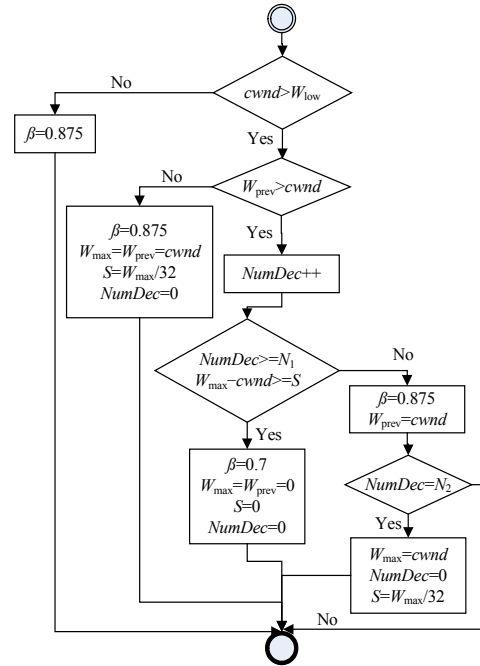 No
cwnd>Wlow
β=0.875
Yes
No
Wprev>cwnd
β=0.875
Wmax=Wprev=cwnd
S=Wmax/32
NumDec=0
Yes
NumDec++
NumDec>=N1
Wmax−cwnd>=S
No
β=0.875
Wprev=cwnd
Yes
β=0.7
Wmax=Wprev=0
S=0
NumDec=0
NumDec=N2
Yes
Wmax=cwnd
NumDec=0
S=Wmax/32
No